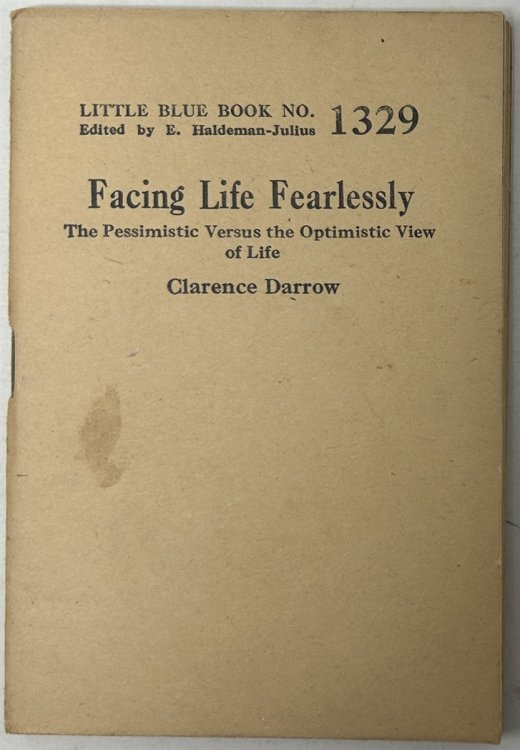 LITTLE BLUE BOOK NO. 1329
Edited by E. Haldeman-Julius
Facing Life Fearlessly
The Pessimistic Versus the Optimistic View
of Life
Clarence Darrow